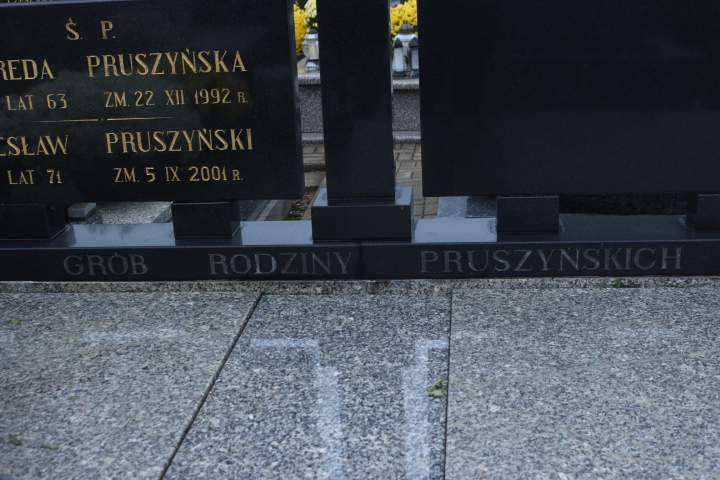 Ś. P.
REDA PRUSZYŃSKA
LAT 63 ZM. 22 XII 1992 R.
ESŁAW PRUSZYŃSKI
LAT 71 ZM. 5 IX 2001 R.
GRÓB RODZINY PRUSZYŃSKICH